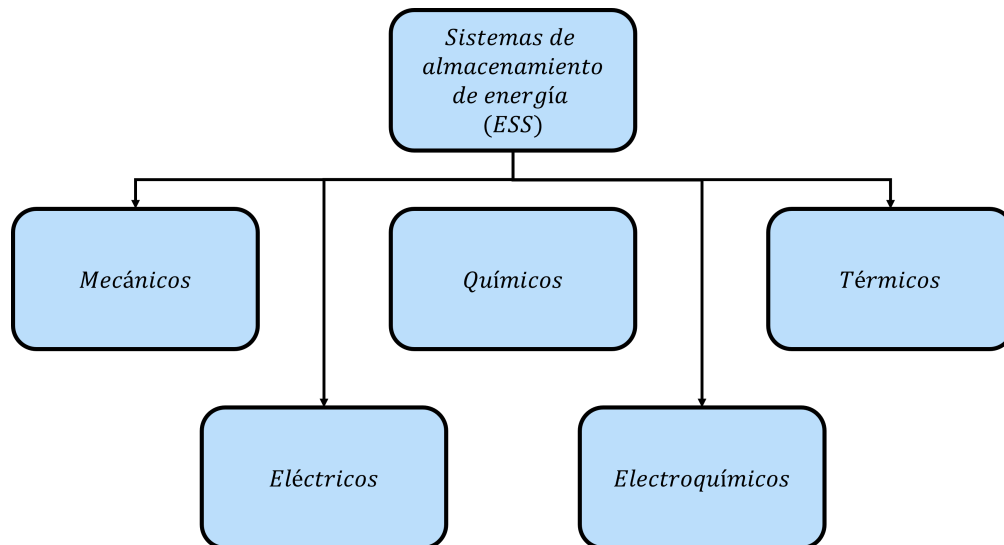 Sistemas de
almacenamiento
de energía
(ESS)
Mecánicos
Químicos
Térmicos
Eléctricos
Electroquímicos